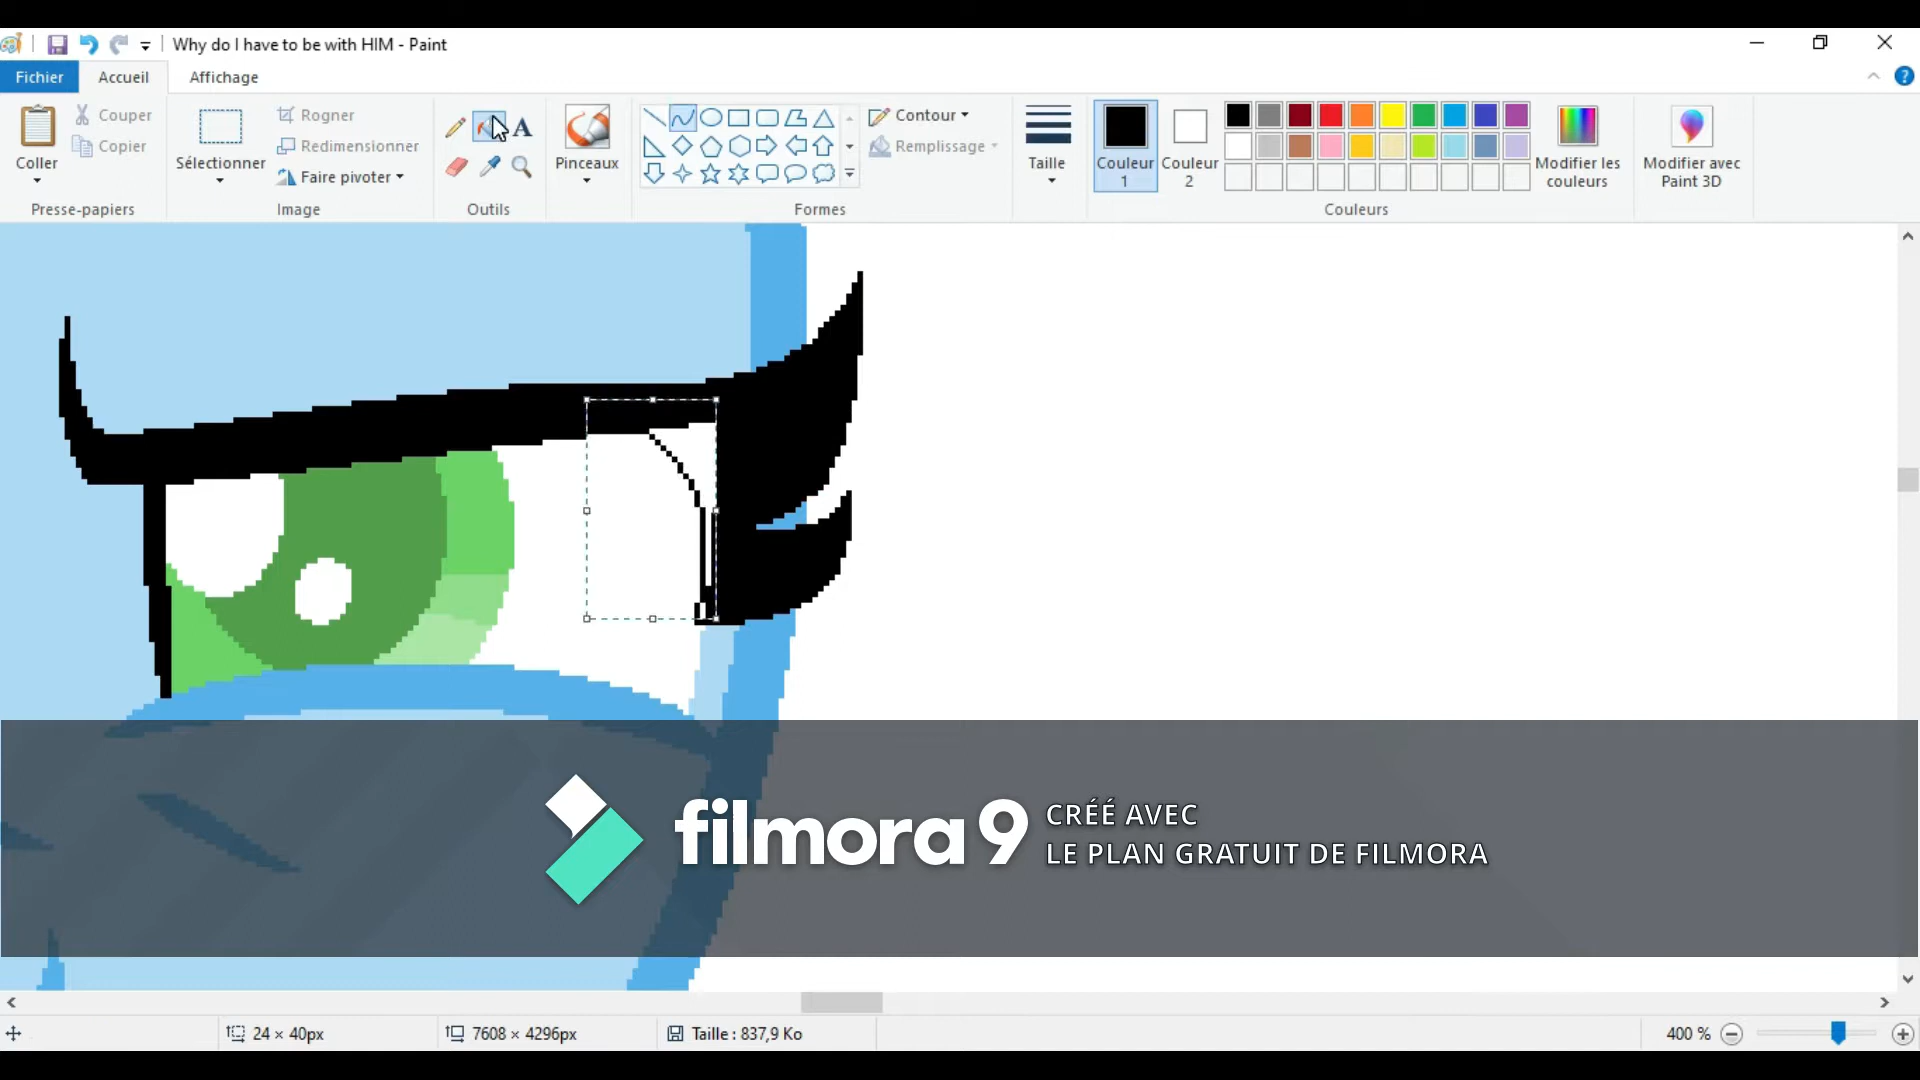 Why do I have to be with HIM - Paint
Fichier
Accueil
Affichage
Coller
Couper
Copier
Presse-papiers
Sélectionner
Rogner
Redimensionner
Faire pivoter
Image
A
Outils
Pinceaux
Contour
Remplissage
Formes
Taille
Couleur
1
Couleur
2
Modifier les
couleurs
Couleurs
Modifier avec
Paint 3D
filmora9
CRÉÉ AVEC
LE PLAN GRATUIT DE FILMORA
24 × 40px
7608 × 4296px
Taille : 837,9 Ko
400 %